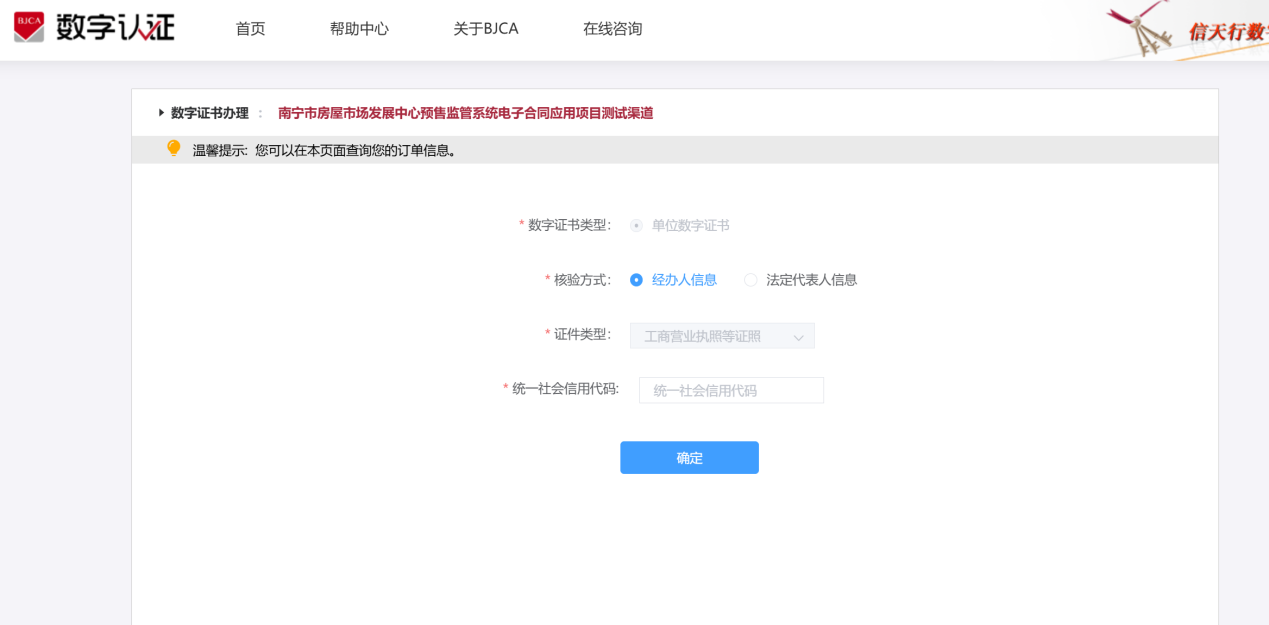 BJCA 数字认证 首页 帮助中心 关于BJCA 在线咨询 信天行数
数字证书办理 : 南宁市房屋市场发展中心预售监管系统电子合同应用项目测试渠道
温馨提示: 您可以在本页面查询您的订单信息。
* 数字证书类型: 单位数字证书
* 核验方式: 经办人信息 法定代表人信息
* 证件类型: 工商营业执照等证照
* 统一社会信用代码: 统一社会信用代码
确定